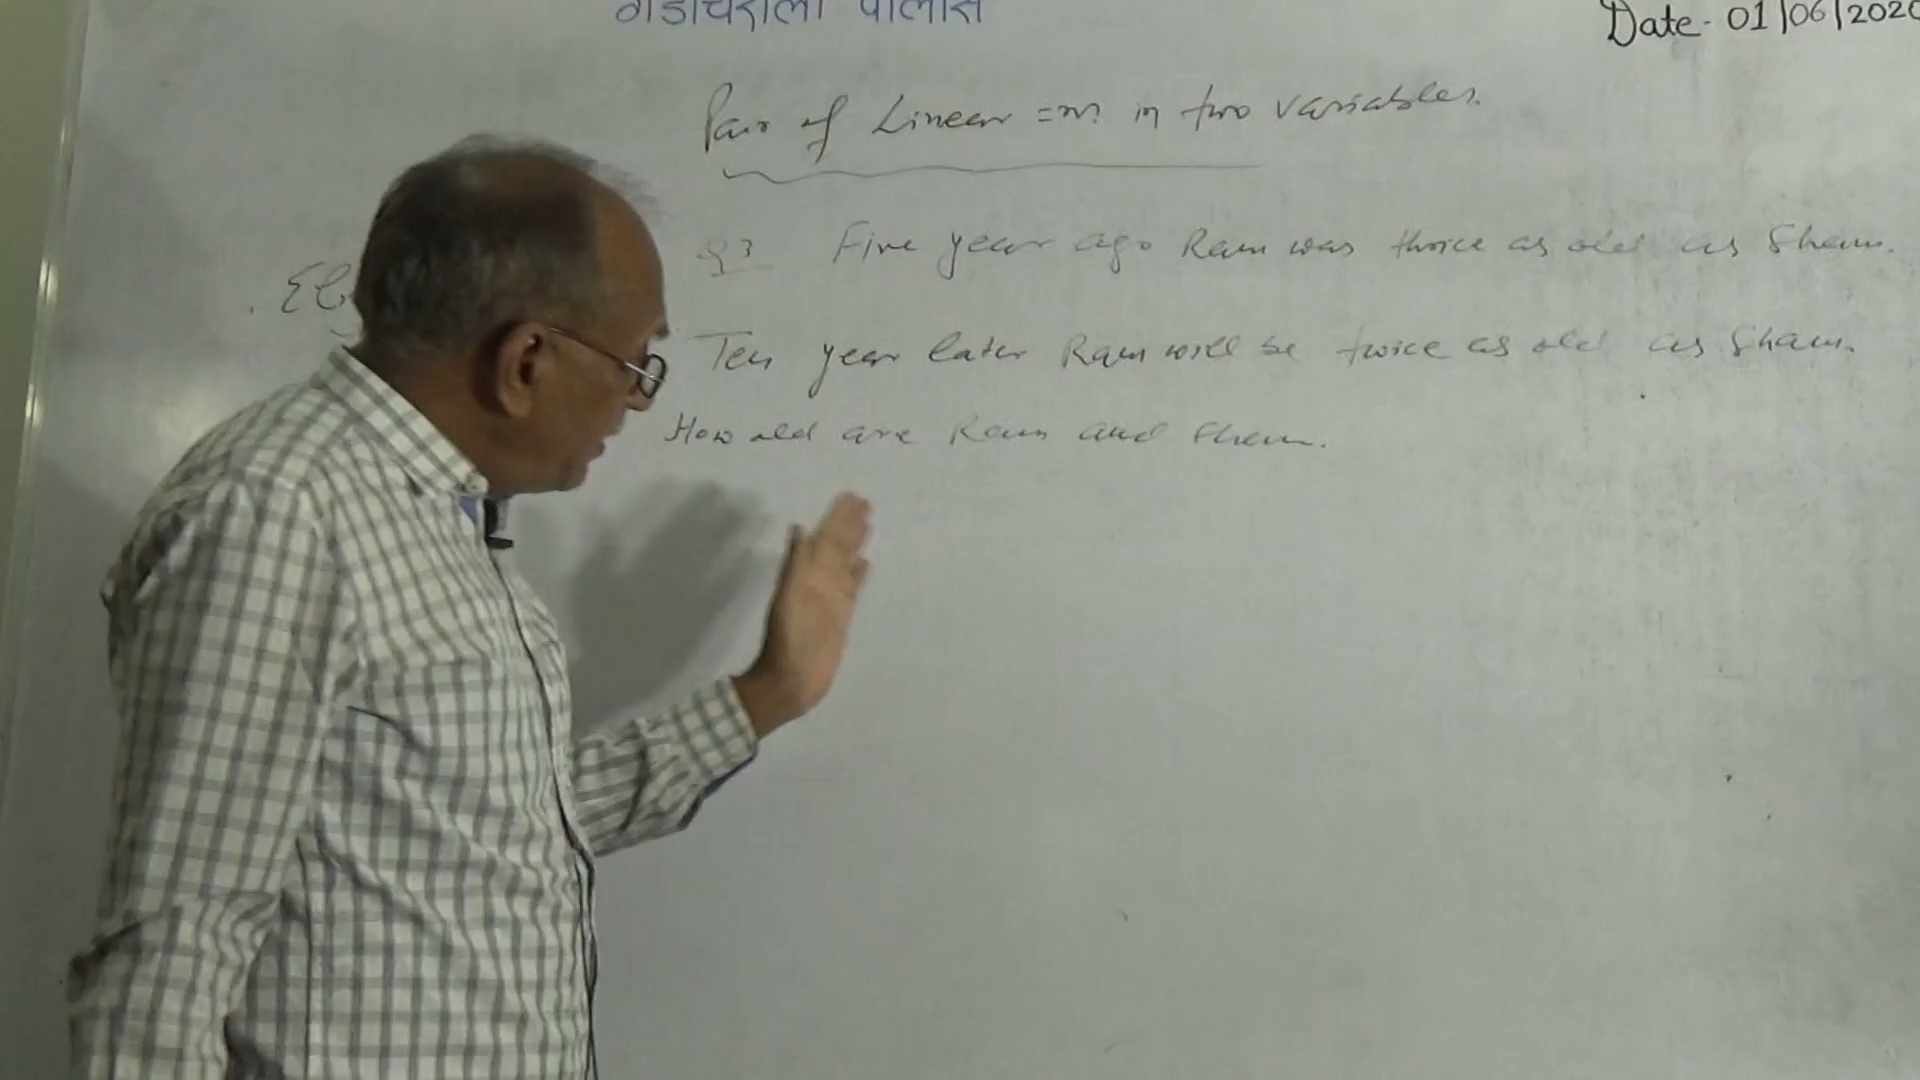 गडचिरोली पोलीस
Date - 01/06/2020
Pair of Linear =n? in two variables.
Q3 Five year ago Ram was thrice as old as Sham.
Ten year later Ram will be twice as old as Sham.
How old are Ram and Sham.